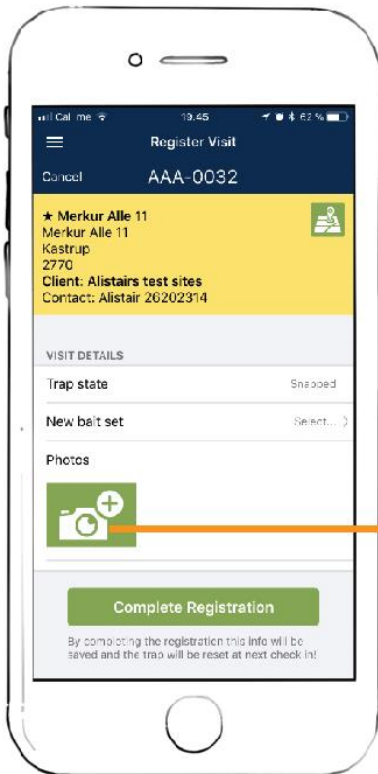 Cal me 19.45 62 %
Register Visit
Cancel AAA-0032
★ Merkur Alle 11
Merkur Alle 11
Kastrup
2770
Client: Alistairs test sites
Contact: Alistair 26202314
VISIT DETAILS
Trap state Snapped
New bait set Select...
Photos
Complete Registration
By completing the registration this info will be
saved and the trap will be reset at next check in!